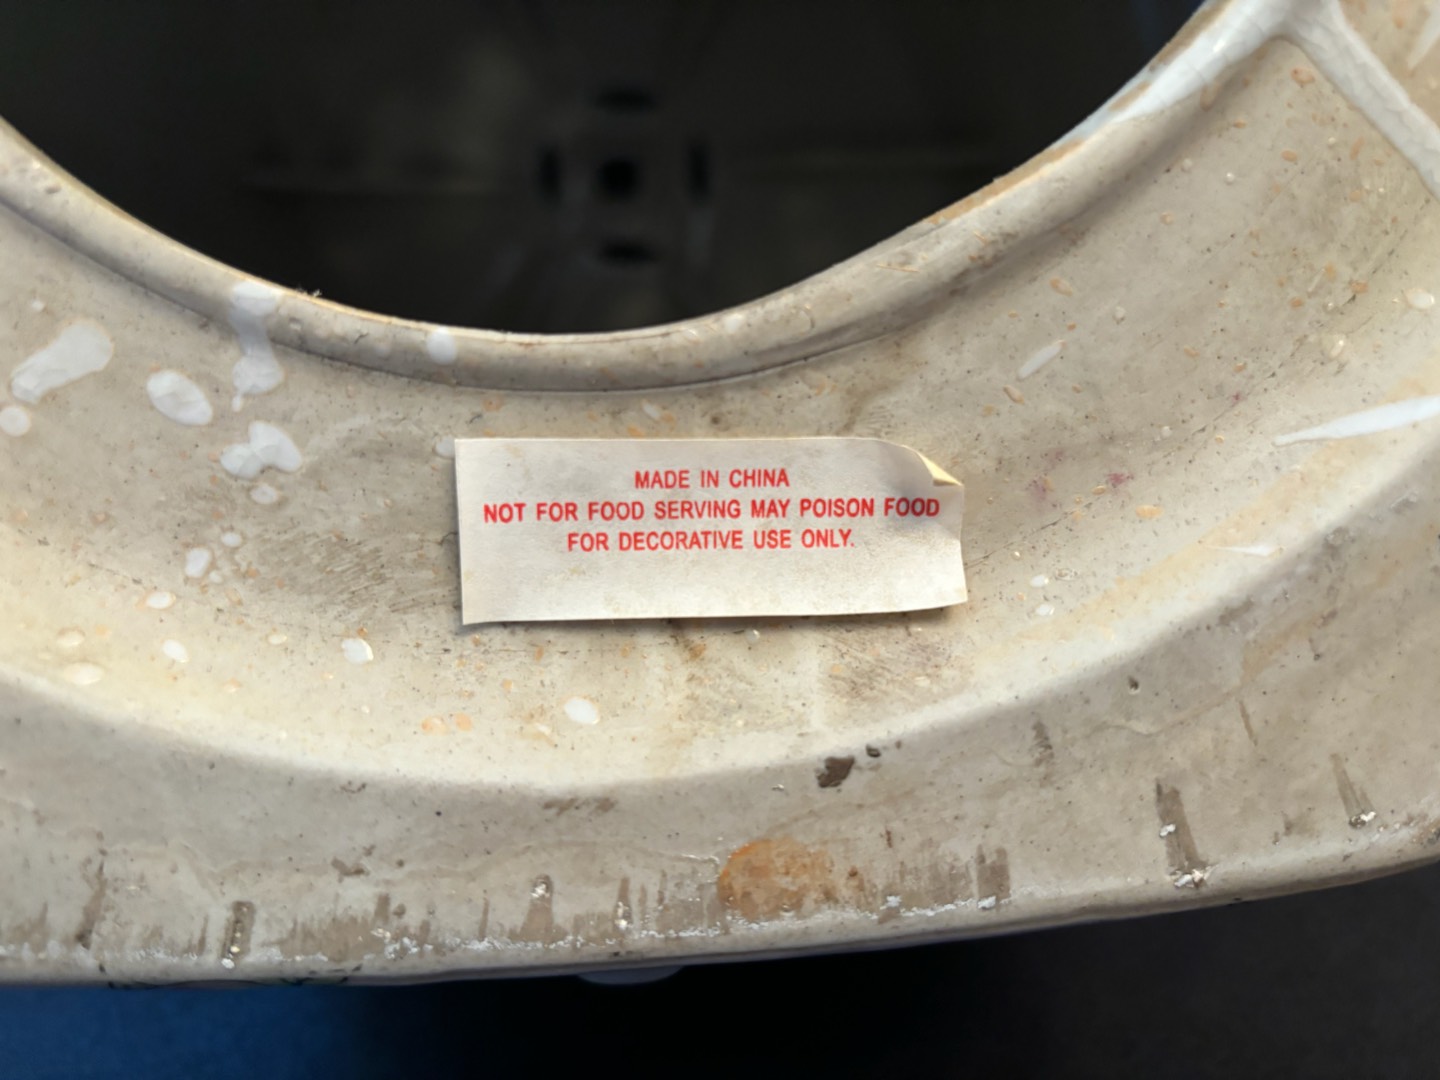 MADE IN CHINA
NOT FOR FOOD SERVING MAY POISON FOOD
FOR DECORATIVE USE ONLY.